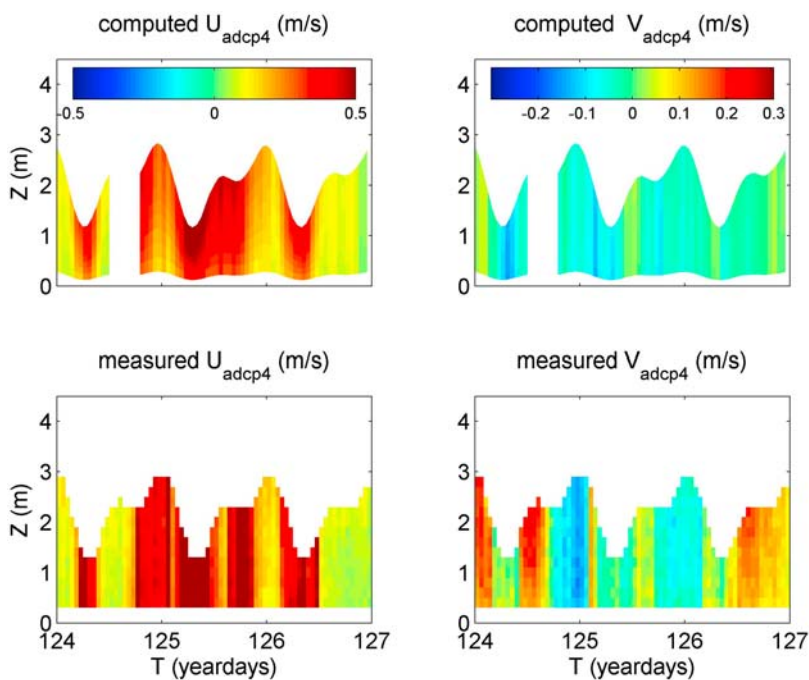 computed U_adcp4 (m/s)
computed V_adcp4 (m/s)
4
3
2
1
0
Z (m)
-0.5 0 0.5
4
3
2
1
0
Z (m)
-0.2 -0.1 0 0.1 0.2 0.3
measured U_adcp4 (m/s)
measured V_adcp4 (m/s)
4
3
2
1
0
Z (m)
124 125 126 127
T (yeardays)
4
3
2
1
0
Z (m)
124 125 126 127
T (yeardays)